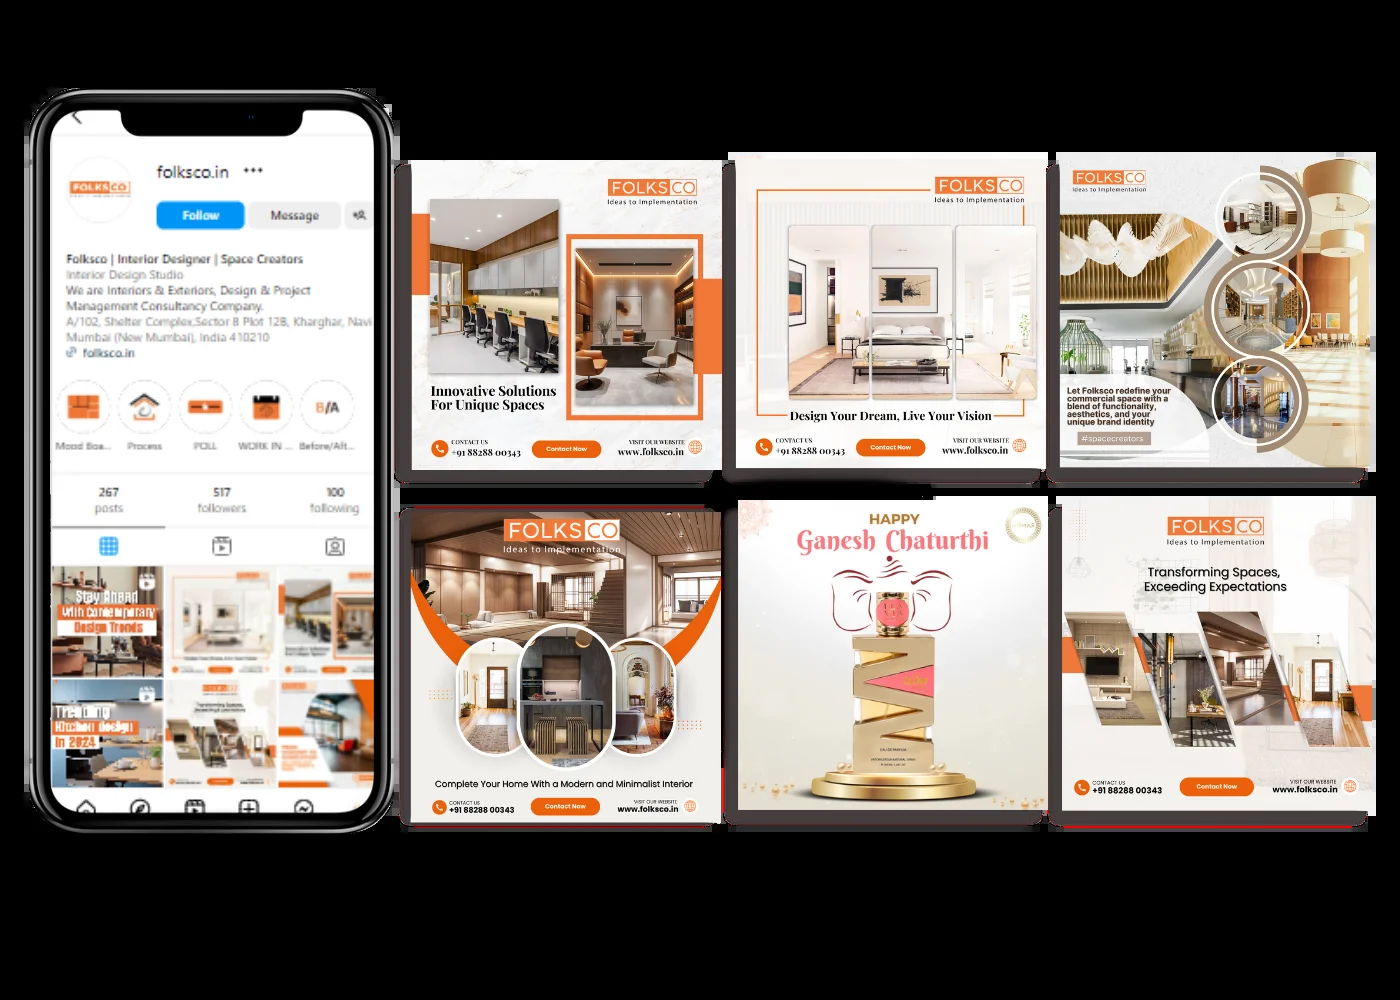 folksco.in
FOLKSCO
Follow
Message
Folksco | Interior Designer | Space Creators
Interior Design Studio
We are Interiors & Exteriors, Design & Project
Management Consultancy Company.
A/102, Shelter Complex,Sector 8 Plot 12B, Kharghar, Navi
Mumbai (New Mumbai), India 410210
folksco.in
B/A
Mood Boa...
Process
POLL
WORK IN ...
Before/Aft...
267
517
100
posts
followers
following
Stay Ahead
With Contemporary
Design Trends
Trending
Kitchen design
in 2024
FOLKSCO
Ideas to Implementation
Innovative Solutions
For Unique Spaces
CONTACT US
+91 88288 00343
Contact Now
VISIT OUR WEBSITE
www.folksco.in
FOLKSCO
Ideas to Implementation
Design Your Dream, Live Your Vision
CONTACT US
+91 88288 00343
Contact Now
VISIT OUR WEBSITE
www.folksco.in
FOLKSCO
Ideas to Implementation
Let Folksco redefine your
commercial space with a
blend of functionality,
aesthetics, and your
unique brand identity
#spacecreators
FOLKSCO
Ideas to Implementation
Complete Your Home With a Modern and Minimalist Interior
CONTACT US
+91 88288 00343
Contact Now
VISIT OUR WEBSITE
www.folksco.in
HAPPY
Ganesh Chaturthi
FOLKSCO
Ideas to Implementation
Transforming Spaces,
Exceeding Expectations
CONTACT US
+91 88288 00343
Contact Now
VISIT OUR WEBSITE
www.folksco.in